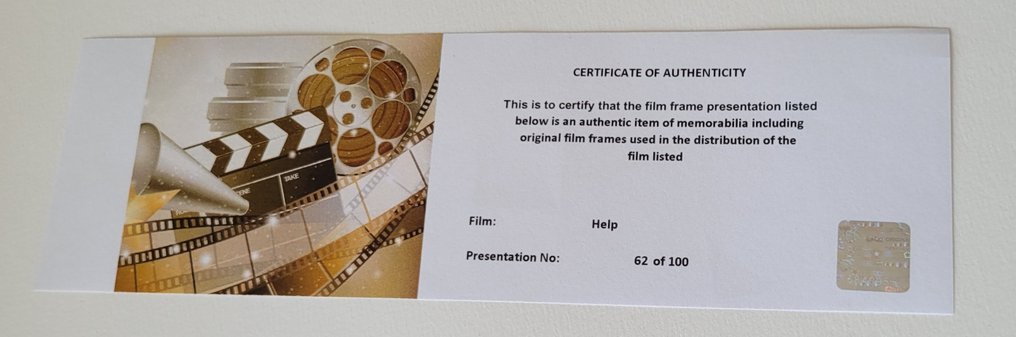 CERTIFICATE OF AUTHENTICITY
This is to certify that the film frame presentation listed
below is an authentic item of memorabilia including
original film frames used in the distribution of the
film listed
Film: Help
Presentation No: 62 of 100
TAKE